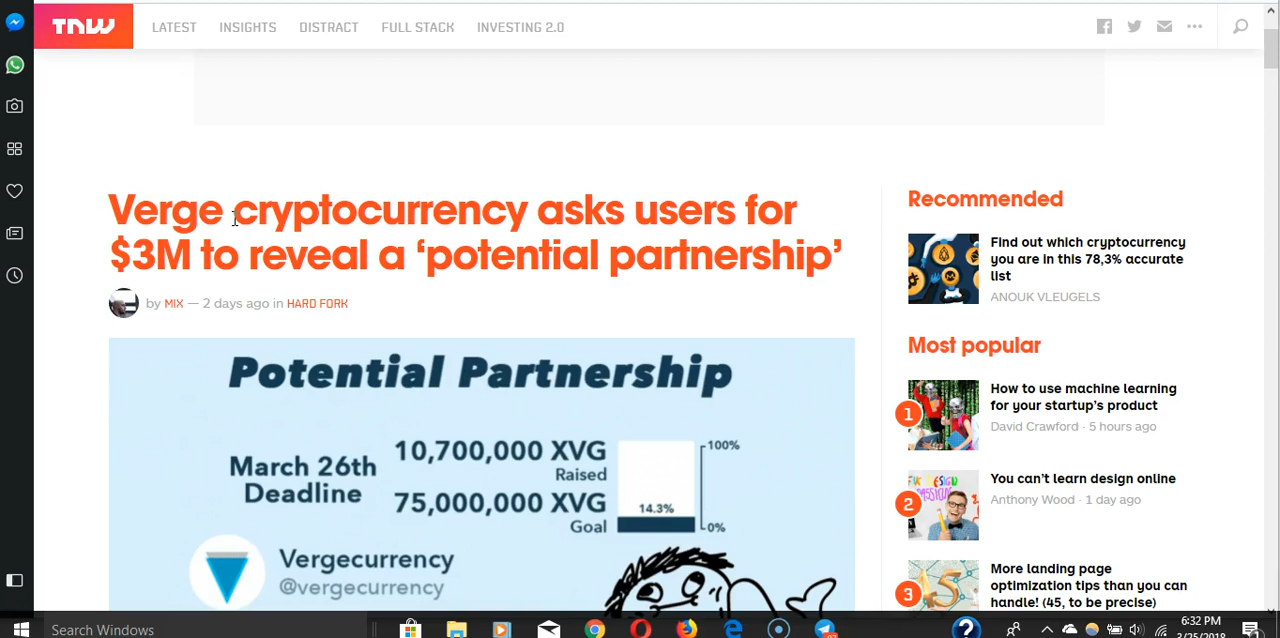 TNW
LATEST
INSIGHTS
DISTRACT
FULL STACK
INVESTING 2.0
Verge cryptocurrency asks users for
$3M to reveal a ‘potential partnership’
by MIX — 2 days ago in HARD FORK
Potential Partnership
March 26th
Deadline
10,700,000 XVG
Raised
75,000,000 XVG
Goal
100%
14.3%
0%
Vergecurrency
@vergecurrency
Recommended
Find out which cryptocurrency
you are in this 78,3% accurate
list
ANOUK VLEUGELS
Most popular
1
How to use machine learning
for your startup’s product
David Crawford · 5 hours ago
2
You can’t learn design online
Anthony Wood · 1 day ago
3
More landing page
optimization tips than you can
handle! (45, to be precise)
Search Windows
6:32 PM
3/25/2018